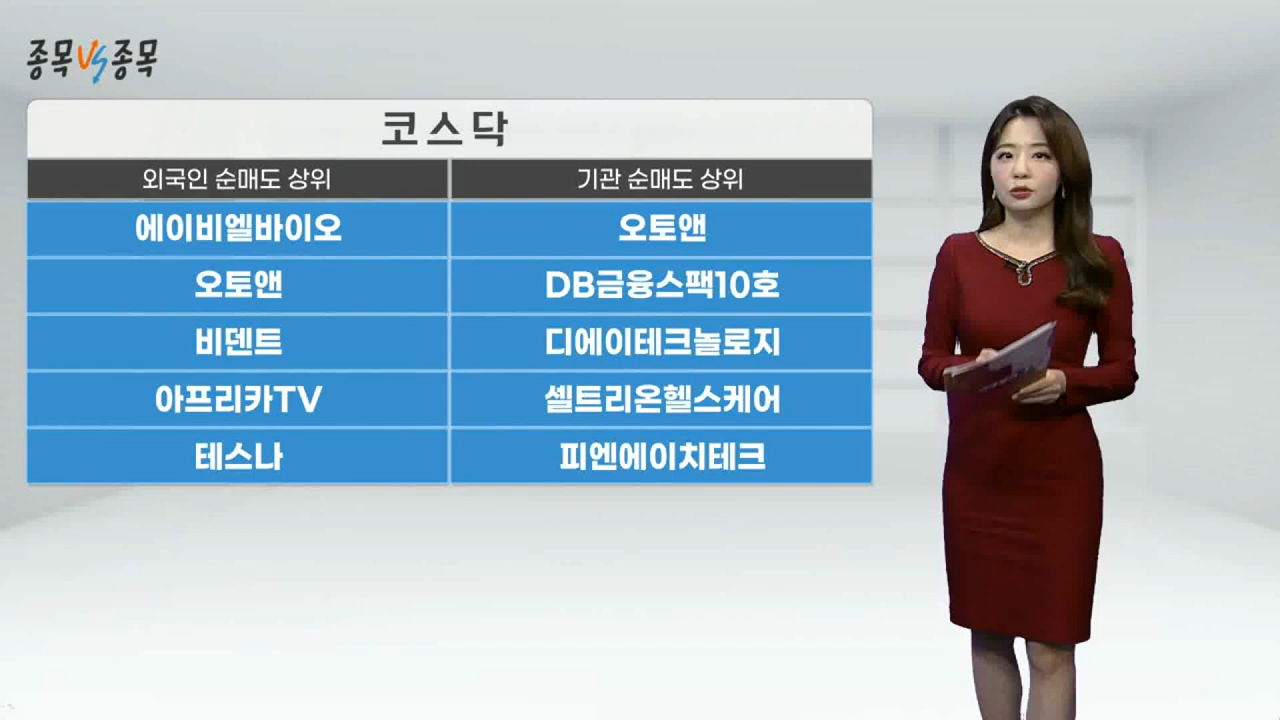 종목VS종목
코스닥
외국인 순매도 상위 기관 순매도 상위
에이비엘바이오 오토앤
오토앤 DB금융스팩10호
비덴트 디에이테크놀로지
아프리카TV 셀트리온헬스케어
테스나 피엔에이치테크